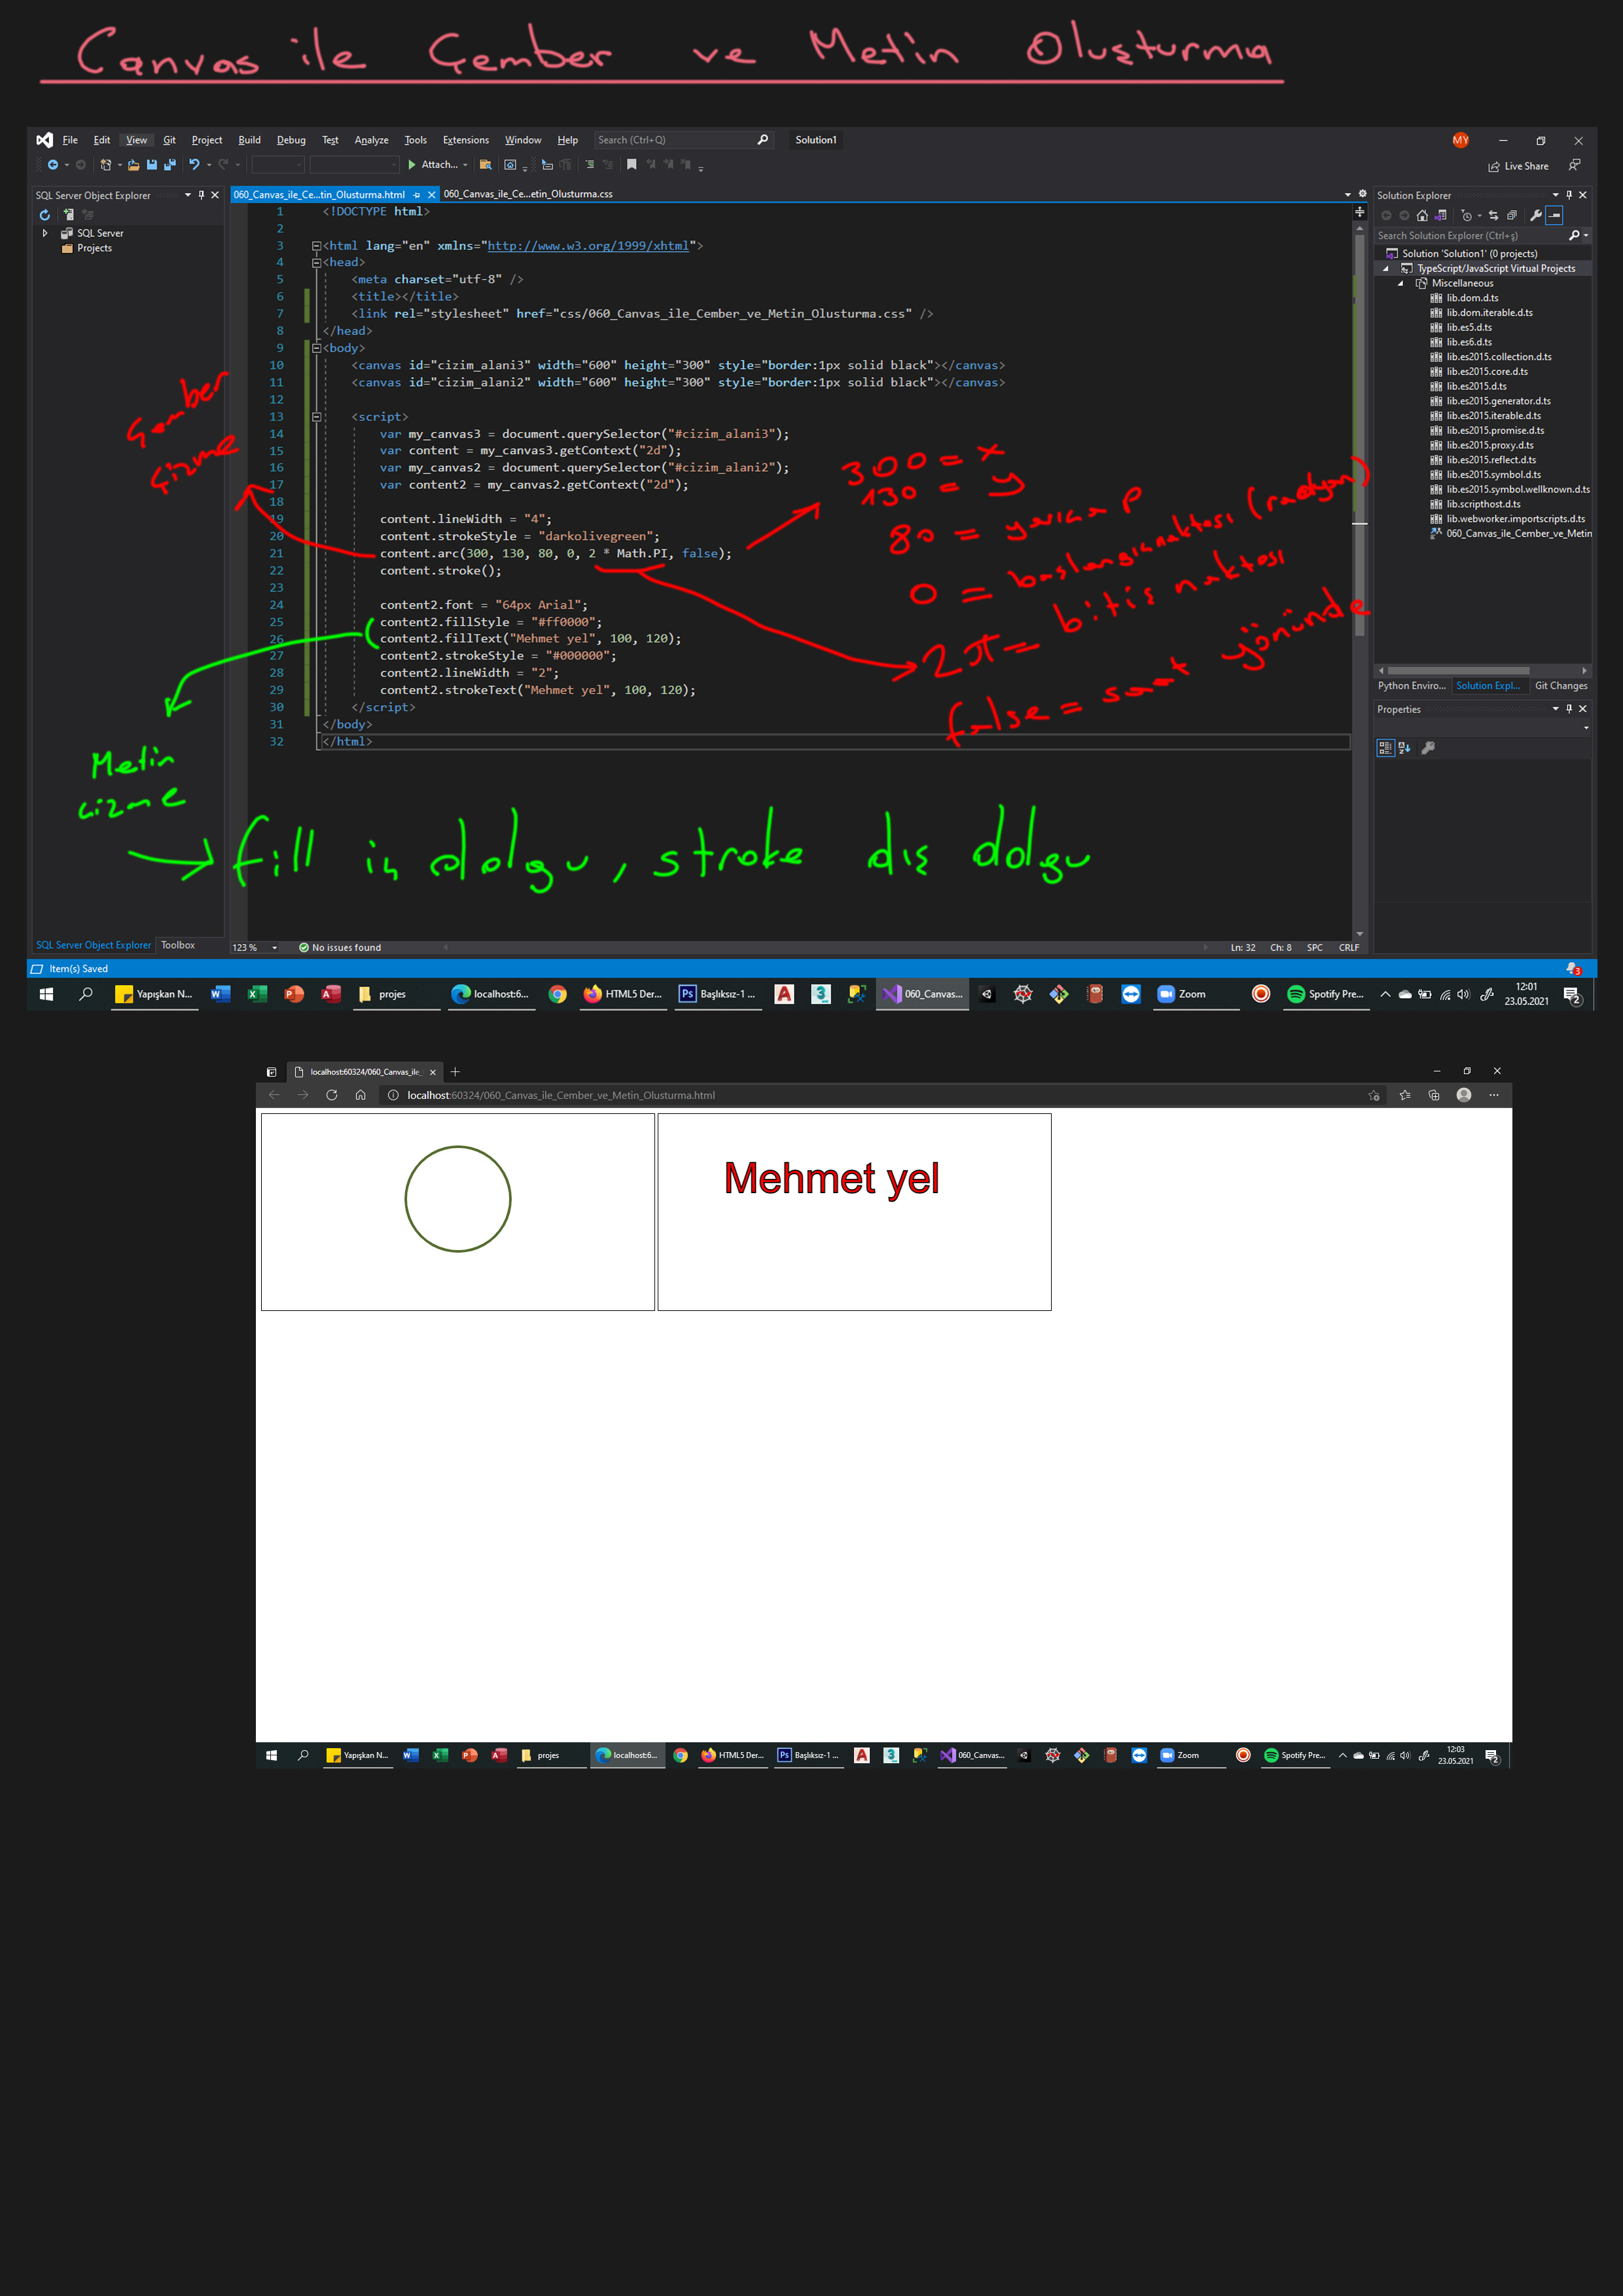 Canvas ile Çember ve Metin Oluşturma
File Edit View Git Project Build Debug Test Analyze Tools Extensions Window Help Search (Ctrl+Q) Solution1 MY
Attach... Live Share
SQL Server Object Explorer
SQL Server
Projects
060_Canvas_ile_Ce...tin_Olusturma.html 060_Canvas_ile_Ce...etin_Olusturma.css
1 <!DOCTYPE html>
2
3 <html lang="en" xmlns="http://www.w3.org/1999/xhtml">
4 <head>
5 <meta charset="utf-8" />
6 <title></title>
7 <link rel="stylesheet" href="css/060_Canvas_ile_Cember_ve_Metin_Olusturma.css" />
8 </head>
9 <body>
10 <canvas id="cizim_alani3" width="600" height="300" style="border:1px solid black"></canvas>
11 <canvas id="cizim_alani2" width="600" height="300" style="border:1px solid black"></canvas>
12
13 <script>
14 var my_canvas3 = document.querySelector("#cizim_alani3");
15 var content = my_canvas3.getContext("2d");
16 var my_canvas2 = document.querySelector("#cizim_alani2");
17 var content2 = my_canvas2.getContext("2d");
18
19 content.lineWidth = "4";
20 content.strokeStyle = "darkolivegreen";
21 content.arc(300, 130, 80, 0, 2 * Math.PI, false);
22 content.stroke();
23
24 content2.font = "64px Arial";
25 content2.fillStyle = "#ff0000";
26 content2.fillText("Mehmet yel", 100, 120);
27 content2.strokeStyle = "#000000";
28 content2.lineWidth = "2";
29 content2.strokeText("Mehmet yel", 100, 120);
30 </script>
31 </body>
32 </html>
Çember
çizme
300 = x
130 = y
80 = yarıçap
0 = başlangıç noktası (radyan)
2π = bitiş noktası
false = saat yönünde
Metin
çizme
fill iç dolgu, stroke dış dolgu
Solution Explorer
Search Solution Explorer (Ctrl+ş)
Solution 'Solution1' (0 projects)
TypeScript/JavaScript Virtual Projects
Miscellaneous
lib.dom.d.ts
lib.dom.iterable.d.ts
lib.es5.d.ts
lib.es6.d.ts
lib.es2015.collection.d.ts
lib.es2015.core.d.ts
lib.es2015.d.ts
lib.es2015.generator.d.ts
lib.es2015.iterable.d.ts
lib.es2015.promise.d.ts
lib.es2015.proxy.d.ts
lib.es2015.reflect.d.ts
lib.es2015.symbol.d.ts
lib.es2015.symbol.wellknown.d.ts
lib.scripthost.d.ts
lib.webworker.importscripts.d.ts
060_Canvas_ile_Cember_ve_Metin
Python Enviro... Solution Expl... Git Changes
Properties
SQL Server Object Explorer Toolbox
123 % No issues found Ln: 32 Ch: 8 SPC CRLF
Item(s) Saved 3
Yapışkan N... projes localhost:6... HTML5 Der... Başlıksız-1 ... 060_Canvas... Zoom Spotify Pre... 12:01
23.05.2021 2
localhost:60324/060_Canvas_ile_
localhost:60324/060_Canvas_ile_Cember_ve_Metin_Olusturma.html
Mehmet yel
Yapışkan N... projes localhost:6... HTML5 Der... Başlıksız-1 ... 060_Canvas... Zoom Spotify Pre... 12:03
23.05.2021 2